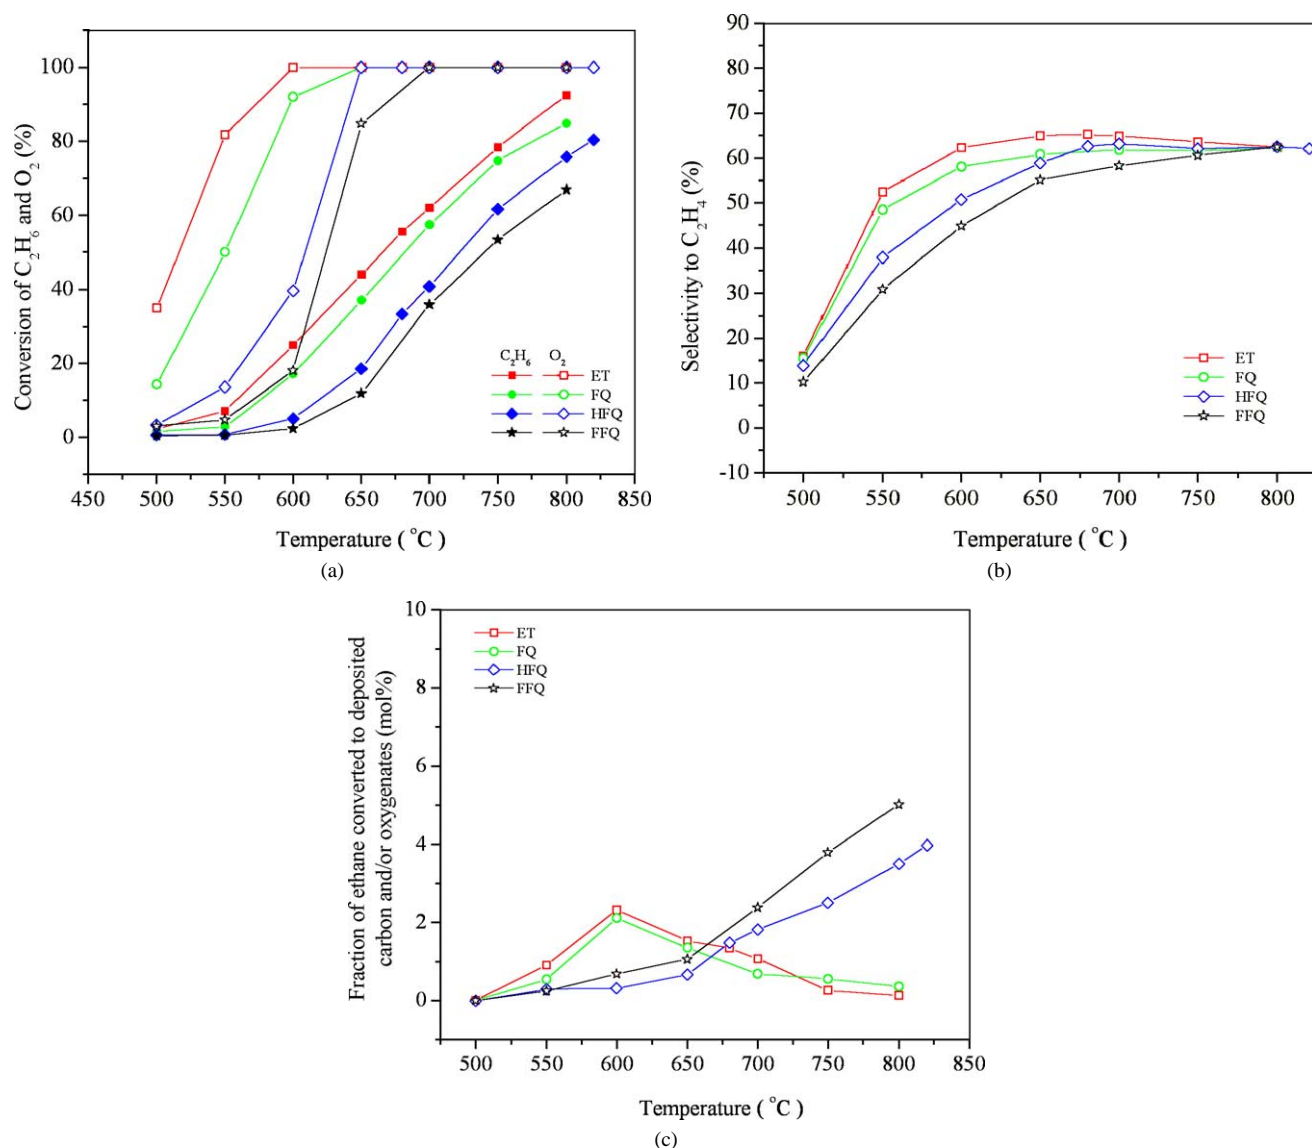 Conversion of C₂H₆ and O₂ (%)
100
80
60
40
20
0
C₂H₆ O₂
ET
FQ
HFQ
FFQ
450 500 550 600 650 700 750 800 850
Temperature ( °C )
(a)
Selectivity to C₂H₄ (%)
90
80
70
60
50
40
30
20
10
0
-10
ET
FQ
HFQ
FFQ
500 550 600 650 700 750 800
Temperature ( °C )
(b)
Fraction of ethane converted to deposited
carbon and/or oxygenates (mol%)
10
8
6
4
2
0
ET
FQ
HFQ
FFQ
500 550 600 650 700 750 800 850
Temperature ( °C )
(c)